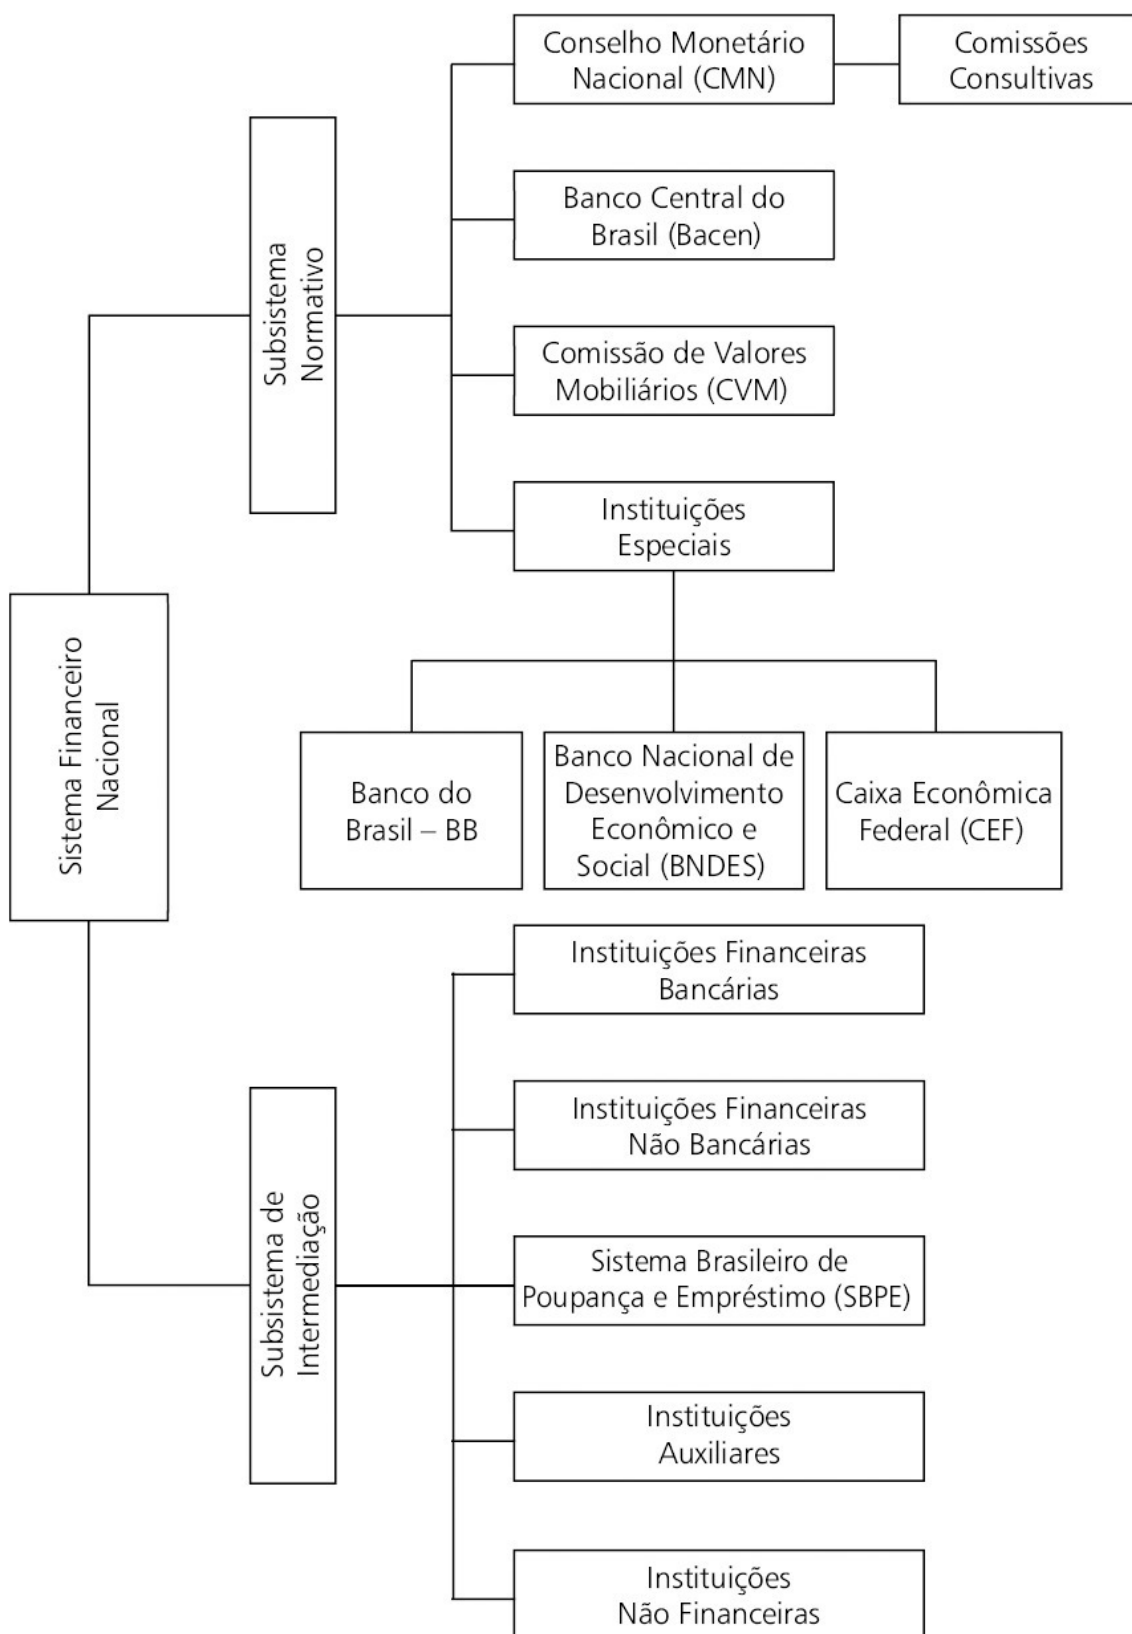 Conselho Monetário
Nacional (CMN)
Comissões
Consultivas
Banco Central do
Brasil (Bacen)
Subsistema
Normativo
Comissão de Valores
Mobiliários (CVM)
Instituições
Especiais
Sistema Financeiro
Nacional
Banco do
Brasil – BB
Banco Nacional de
Desenvolvimento
Econômico e
Social (BNDES)
Caixa Econômica
Federal (CEF)
Instituições Financeiras
Bancárias
Instituições Financeiras
Não Bancárias
Subsistema de
Intermediação
Sistema Brasileiro de
Poupança e Empréstimo (SBPE)
Instituições
Auxiliares
Instituições
Não Financeiras